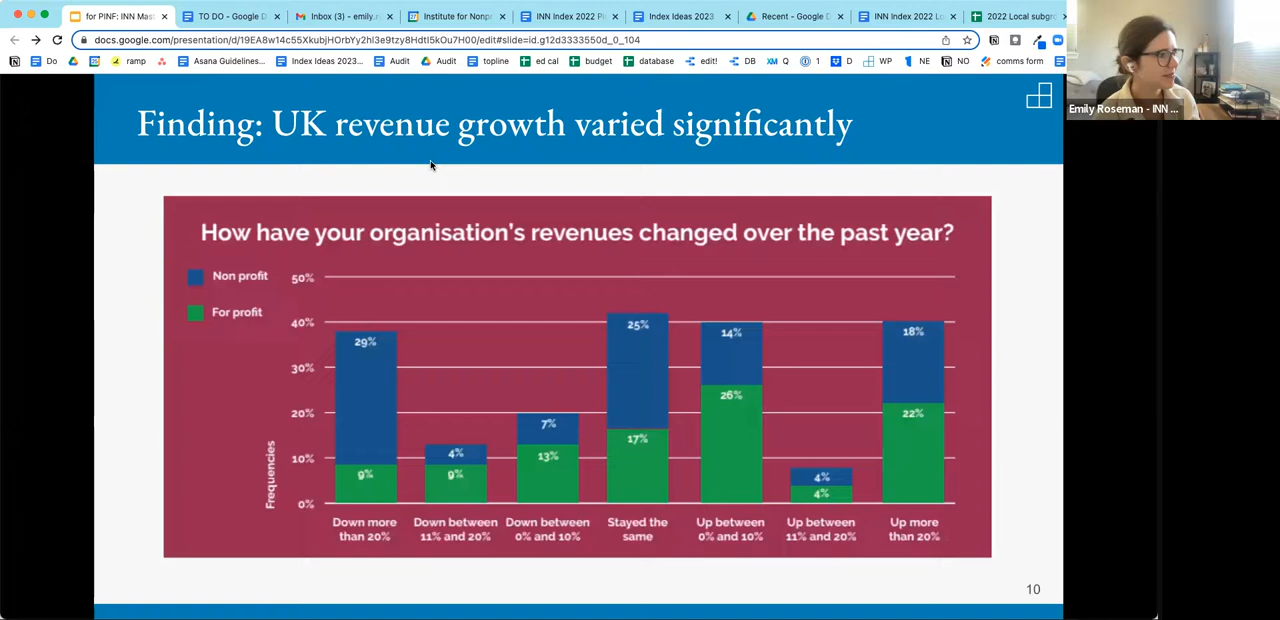 for PINF: INN Mas
TO DO - Google D
Inbox (3) - emily.r
Institute for Nonpr
INN Index 2022 P
Index Ideas 2023
Recent - Google D
INN Index 2022 Lo
2022 Local subgr
docs.google.com/presentation/d/19EA8w14c55XkubjHOrbYy2hl3e9tzy8Hdtl5kOu7H00/edit#slide=id.g12d3333550d_0_104
Do
ramp
Asana Guidelines...
Index Ideas 2023...
Audit
Audit
topline
ed cal
budget
database
edit!
DB
XM Q
1
D
WP
NE
NO
comms form
Emily Roseman - INN ...
Finding: UK revenue growth varied significantly
How have your organisation's revenues changed over the past year?
Non profit
For profit
50%
40%
30%
20%
10%
0%
Frequencies
29%
9%
4%
9%
7%
13%
25%
17%
14%
26%
4%
4%
18%
22%
Down more
than 20%
Down between
11% and 20%
Down between
0% and 10%
Stayed the
same
Up between
0% and 10%
Up between
11% and 20%
Up more
than 20%
10